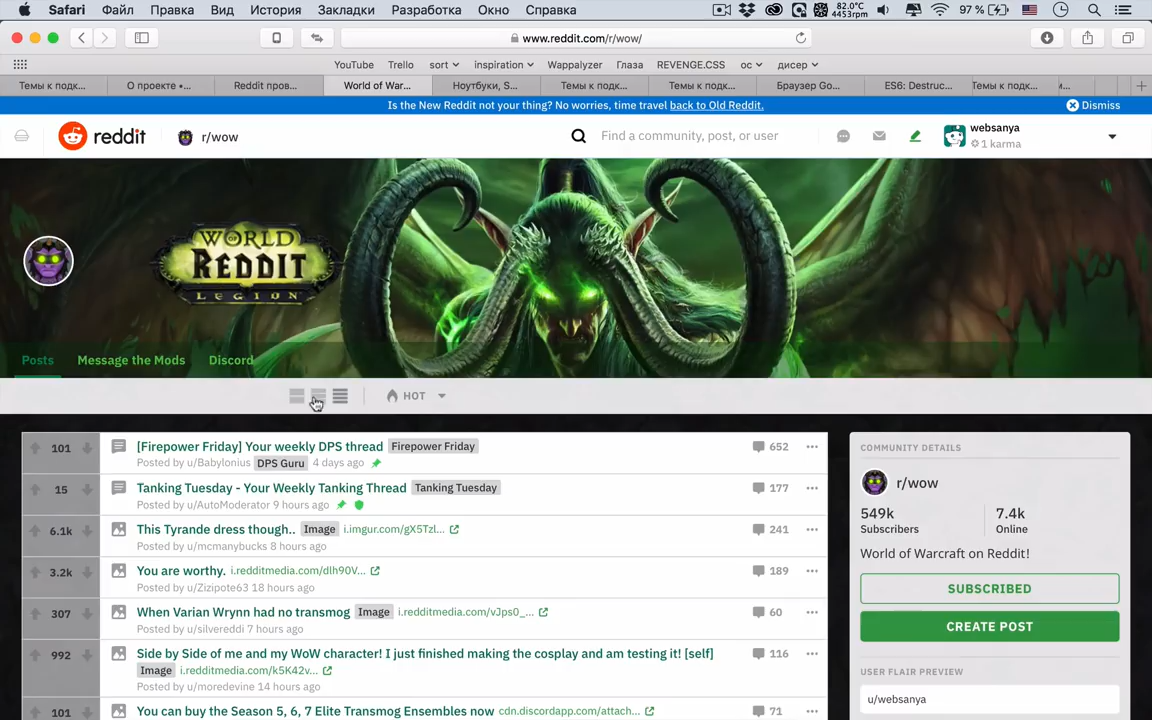 Safari Файл Правка Вид История Закладки Разработка Окно Справка 82.0°C 4453rpm 97 %
www.reddit.com/r/wow/
YouTube Trello sort inspiration Wappalyzer Глаза REVENGE.CSS ос дисер
Темы к подк... О проекте •... Reddit пров... World of War... Ноутбуки, S... Темы к подк... Темы к подк... Браузер Go... ES6: Destruc... Темы к подк...
Is the New Reddit not your thing? No worries, time travel back to Old Reddit. Dismiss
reddit r/wow Find a community, post, or user websanya
1 karma
WORLD OF
REDDIT
LEGION
Posts Message the Mods Discord
HOT
101 [Firepower Friday] Your weekly DPS thread Firepower Friday 652
Posted by u/Babylonius DPS Guru 4 days ago
15 Tanking Tuesday - Your Weekly Tanking Thread Tanking Tuesday 177
Posted by u/AutoModerator 9 hours ago
6.1k This Tyrande dress though.. Image i.imgur.com/gX5Tzl... 241
Posted by u/mcmanybucks 8 hours ago
3.2k You are worthy. i.redditmedia.com/dlh90V... 189
Posted by u/Zizipote63 18 hours ago
307 When Varian Wrynn had no transmog Image i.redditmedia.com/vJps0_... 60
Posted by u/silvereddi 7 hours ago
992 Side by Side of me and my WoW character! I just finished making the cosplay and am testing it! [self] 116
Image i.redditmedia.com/k5K42v...
Posted by u/moredevine 14 hours ago
101 You can buy the Season 5, 6, 7 Elite Transmog Ensembles now cdn.discordapp.com/attach... 71
COMMUNITY DETAILS
r/wow
549k 7.4k
Subscribers Online
World of Warcraft on Reddit!
SUBSCRIBED
CREATE POST
USER FLAIR PREVIEW
u/websanya